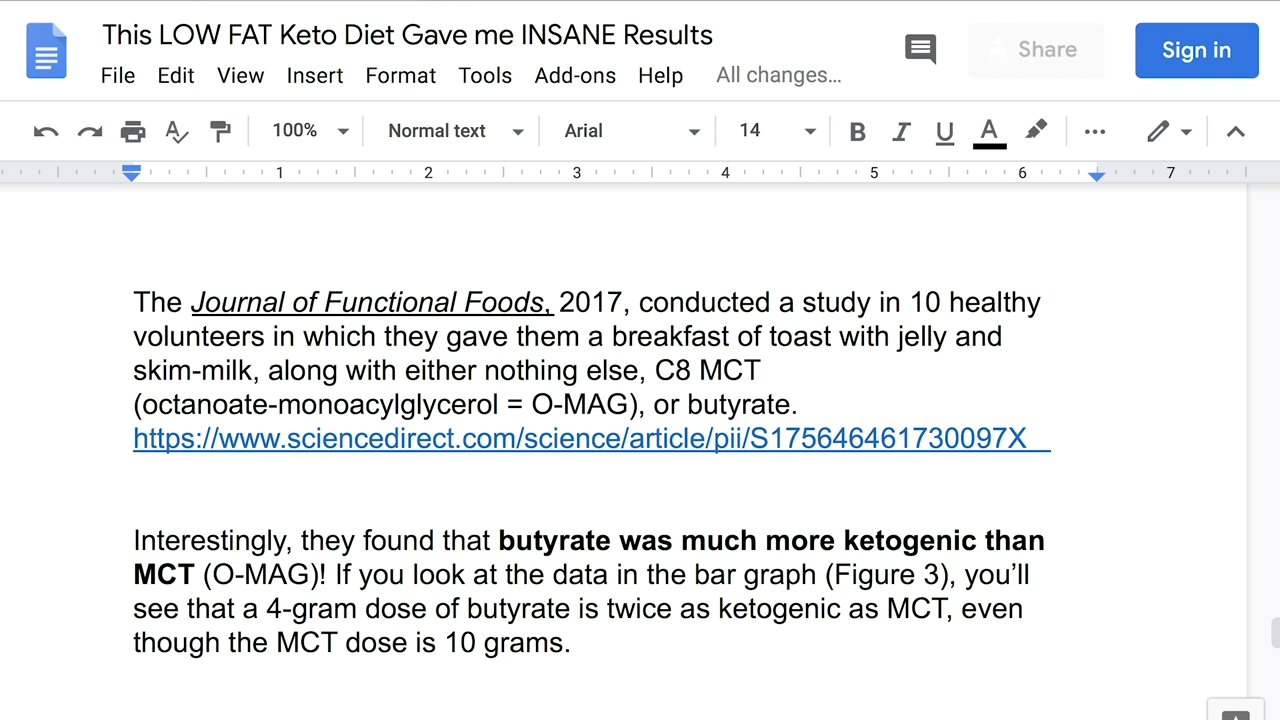 This LOW FAT Keto Diet Gave me INSANE Results
Share
Sign in
File Edit View Insert Format Tools Add-ons Help All changes…
100% Normal text Arial 14 B I U A
1 2 3 4 5 6 7
The Journal of Functional Foods, 2017, conducted a study in 10 healthy
volunteers in which they gave them a breakfast of toast with jelly and
skim-milk, along with either nothing else, C8 MCT
(octanoate-monoacylglycerol = O-MAG), or butyrate.
https://www.sciencedirect.com/science/article/pii/S175646461730097X
Interestingly, they found that butyrate was much more ketogenic than
MCT (O-MAG)! If you look at the data in the bar graph (Figure 3), you’ll
see that a 4-gram dose of butyrate is twice as ketogenic as MCT, even
though the MCT dose is 10 grams.